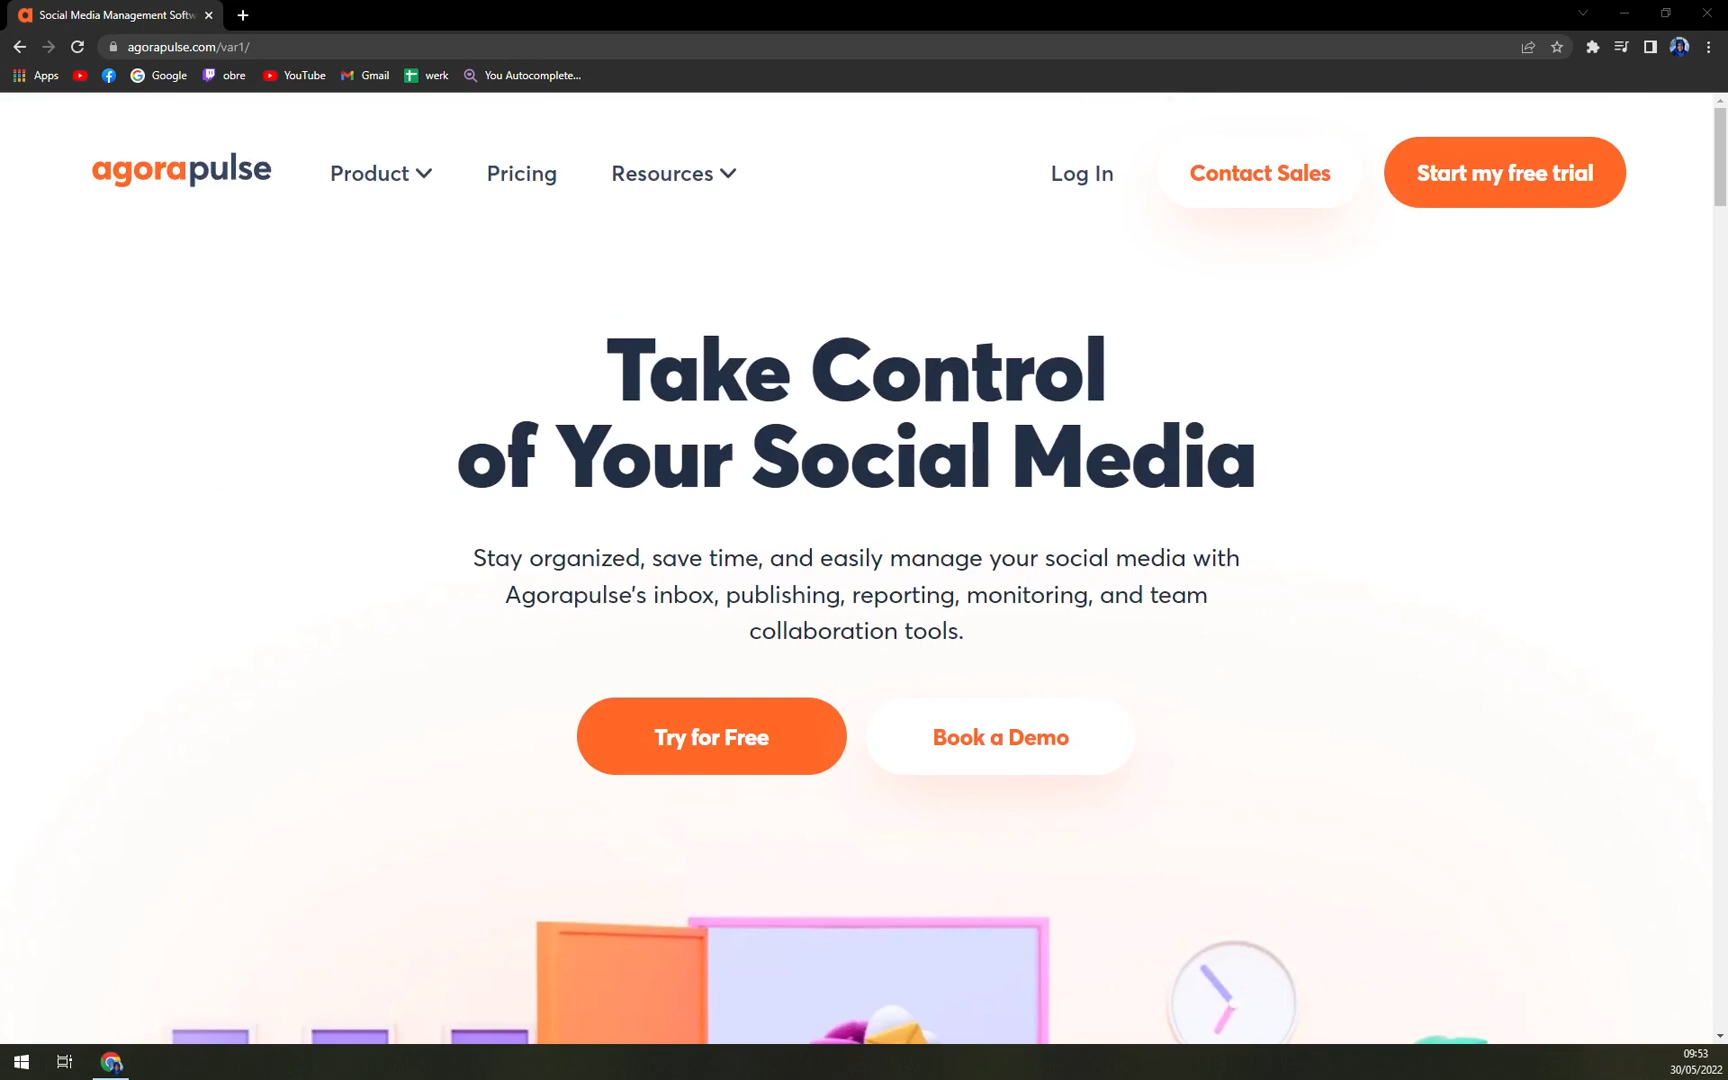 Social Media Management Softw
agorapulse.com/var1/
Apps
Google
obre
YouTube
Gmail
werk
You Autocomplete...
agorapulse
Product
Pricing
Resources
Log In
Contact Sales
Start my free trial
Take Control
of Your Social Media
Stay organized, save time, and easily manage your social media with
Agorapulse's inbox, publishing, reporting, monitoring, and team
collaboration tools.
Try for Free
Book a Demo
09:53
30/05/2022